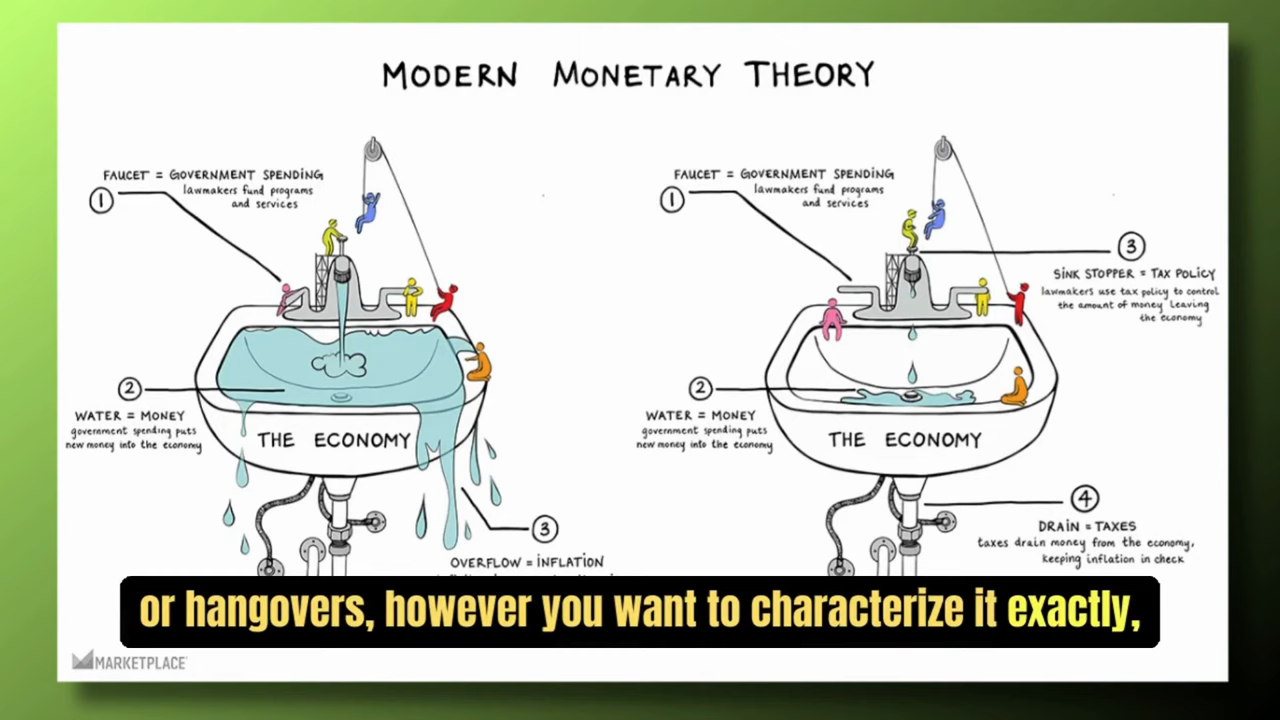 MODERN MONETARY THEORY
FAUCET = GOVERNMENT SPENDING
lawmakers fund programs
and services
1
2
WATER = MONEY
government spending puts
new money into the economy
THE ECONOMY
3
OVERFLOW = INFLATION
FAUCET = GOVERNMENT SPENDING
lawmakers fund programs
and services
1
3
SINK STOPPER = TAX POLICY
lawmakers use tax policy to control
the amount of money leaving
the economy
2
WATER = MONEY
government spending puts
new money into the economy
THE ECONOMY
4
DRAIN = TAXES
taxes drain money from the economy,
keeping inflation in check
or hangovers, however you want to characterize it exactly,
MARKETPLACE